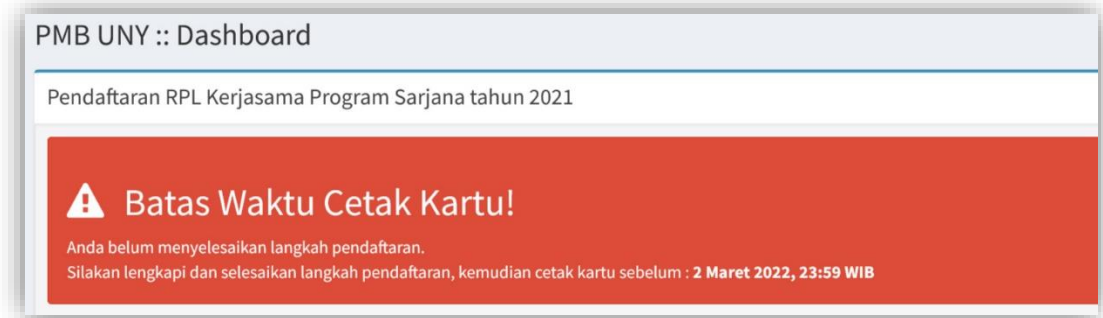 PMB UNY :: Dashboard
Pendaftaran RPL Kerjasama Program Sarjana tahun 2021
Batas Waktu Cetak Kartu!
Anda belum menyelesaikan langkah pendaftaran.
Silakan lengkapi dan selesaikan langkah pendaftaran, kemudian cetak kartu sebelum : 2 Maret 2022, 23:59 WIB